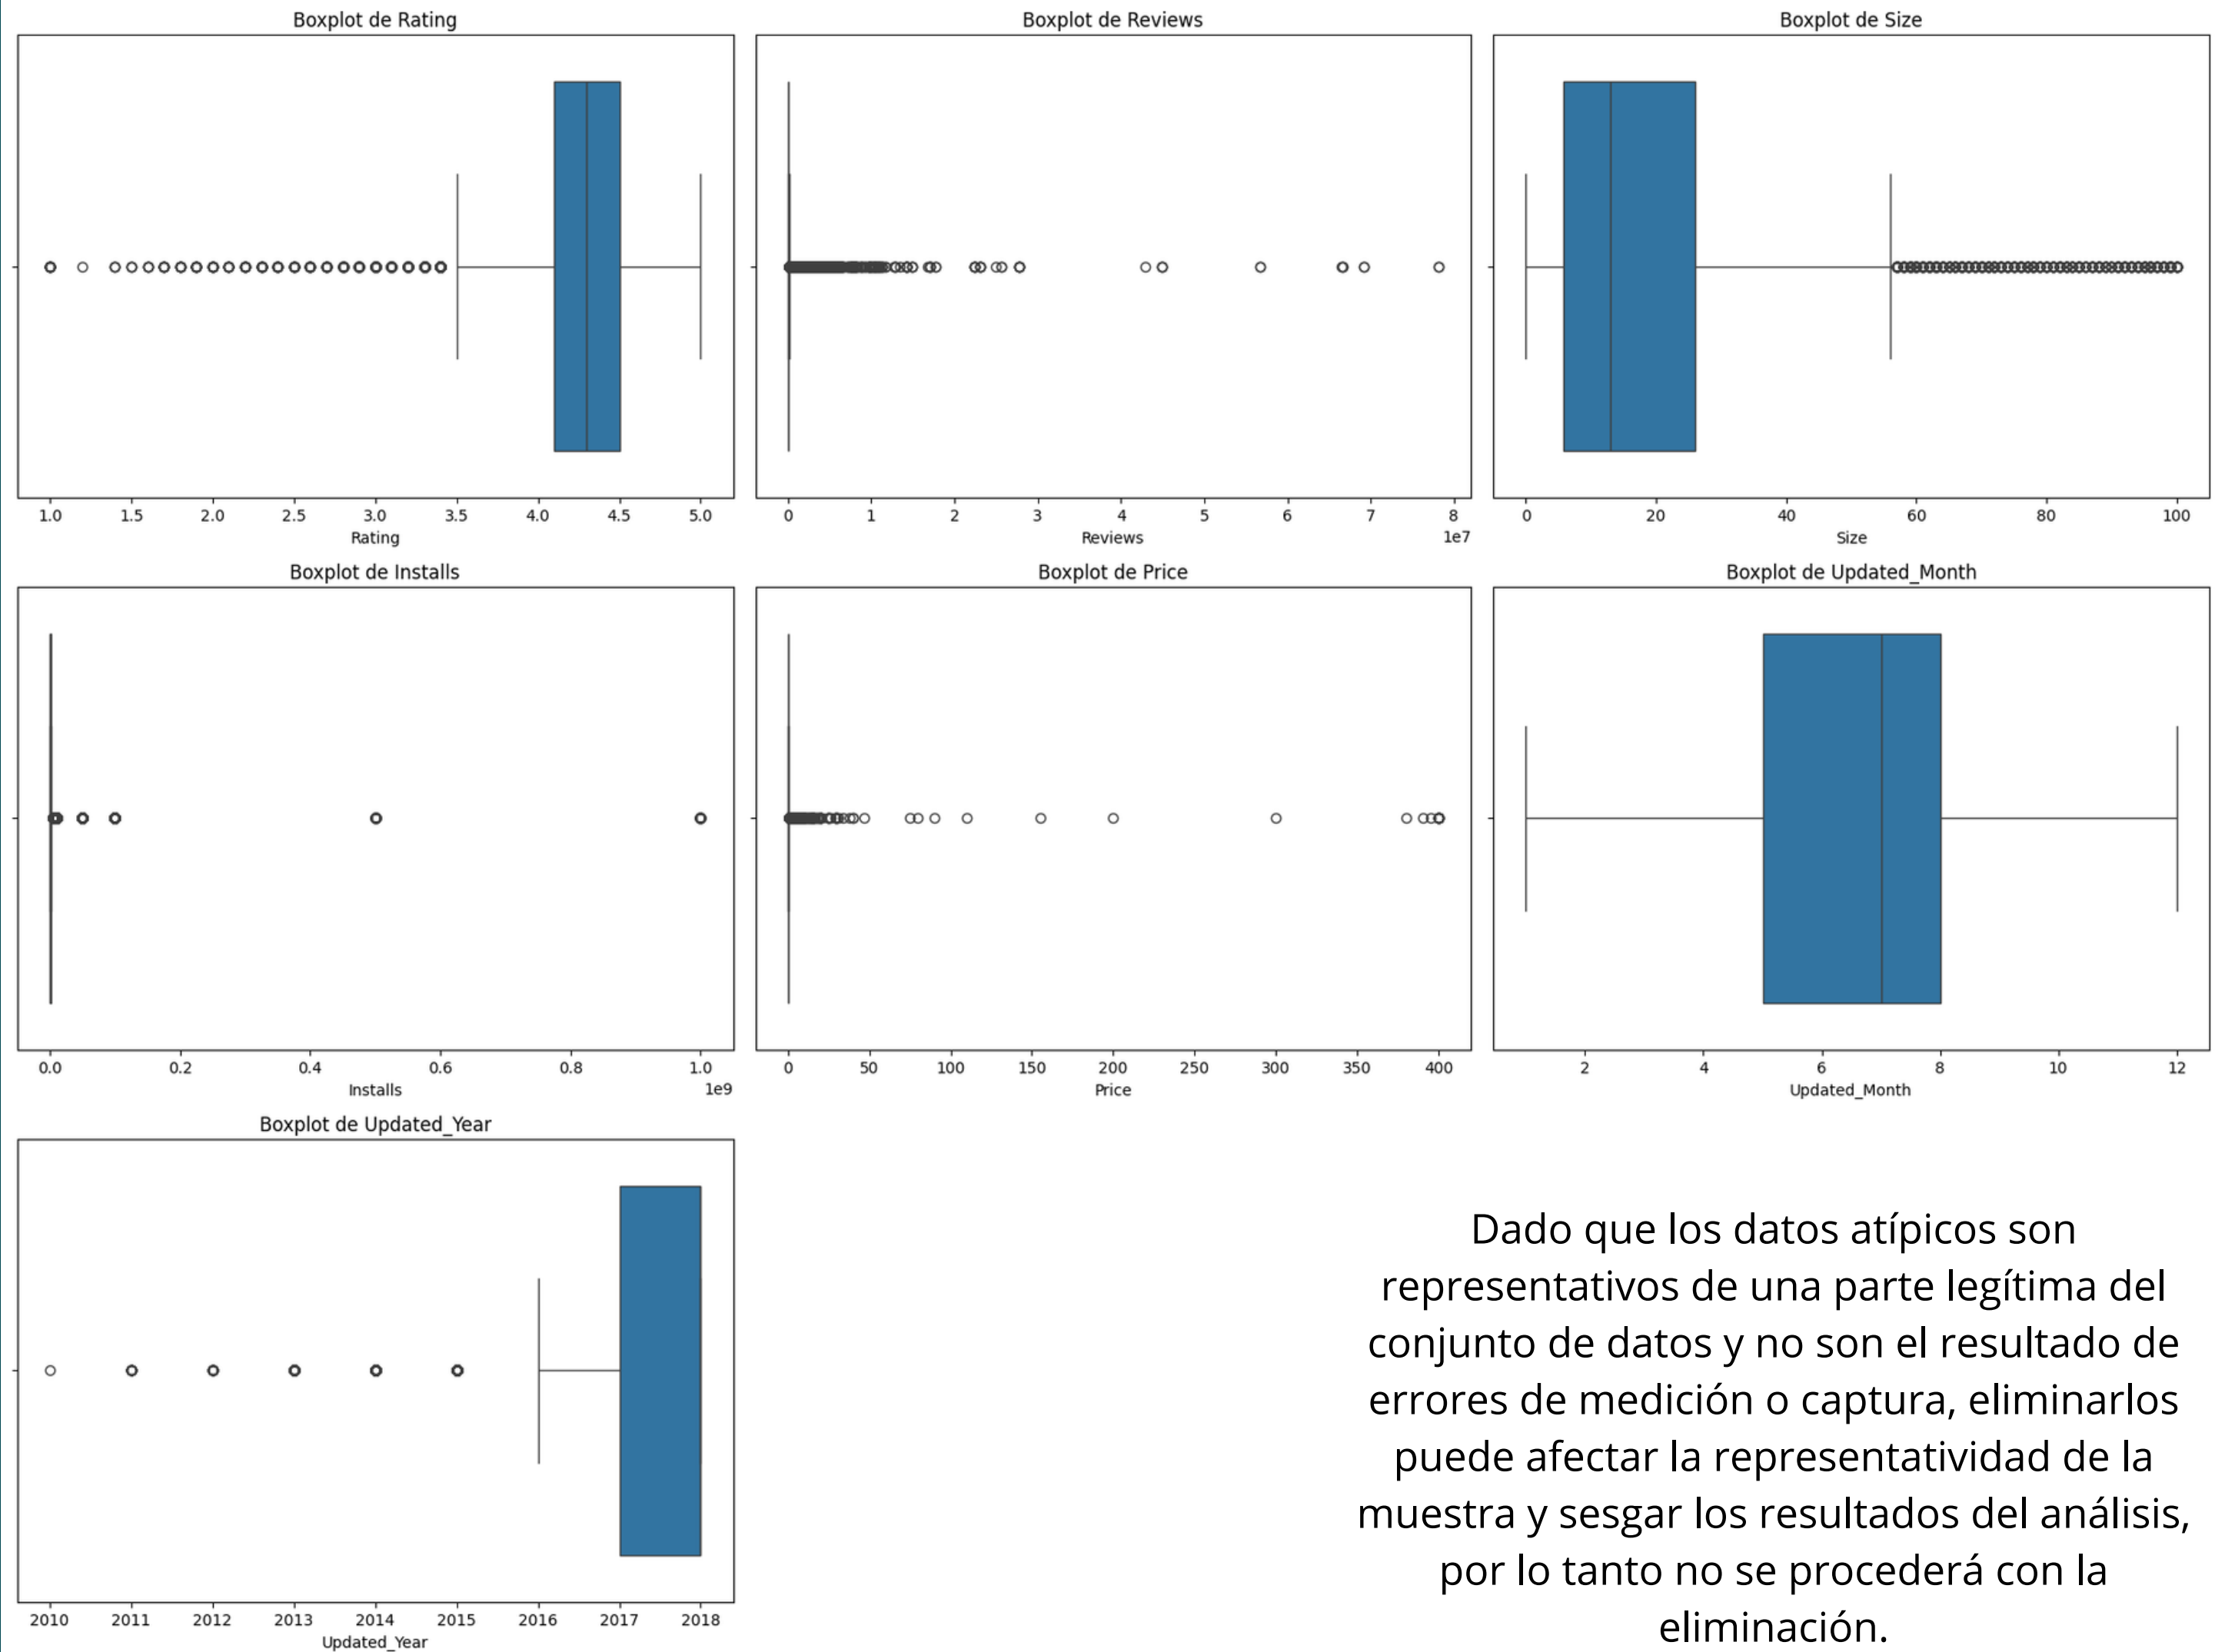 Boxplot de Rating
1.0 1.5 2.0 2.5 3.0 3.5 4.0 4.5 5.0
Rating
Boxplot de Reviews
0 1 2 3 4 5 6 7 8
1e7
Reviews
Boxplot de Size
0 20 40 60 80 100
Size
Boxplot de Installs
0.0 0.2 0.4 0.6 0.8 1.0
1e9
Installs
Boxplot de Price
0 50 100 150 200 250 300 350 400
Price
Boxplot de Updated_Month
2 4 6 8 10 12
Updated_Month
Boxplot de Updated_Year
2010 2011 2012 2013 2014 2015 2016 2017 2018
Updated_Year
Dado que los datos atípicos son
representativos de una parte legítima del
conjunto de datos y no son el resultado de
errores de medición o captura, eliminarlos
puede afectar la representatividad de la
muestra y sesgar los resultados del análisis,
por lo tanto no se procederá con la
eliminación.